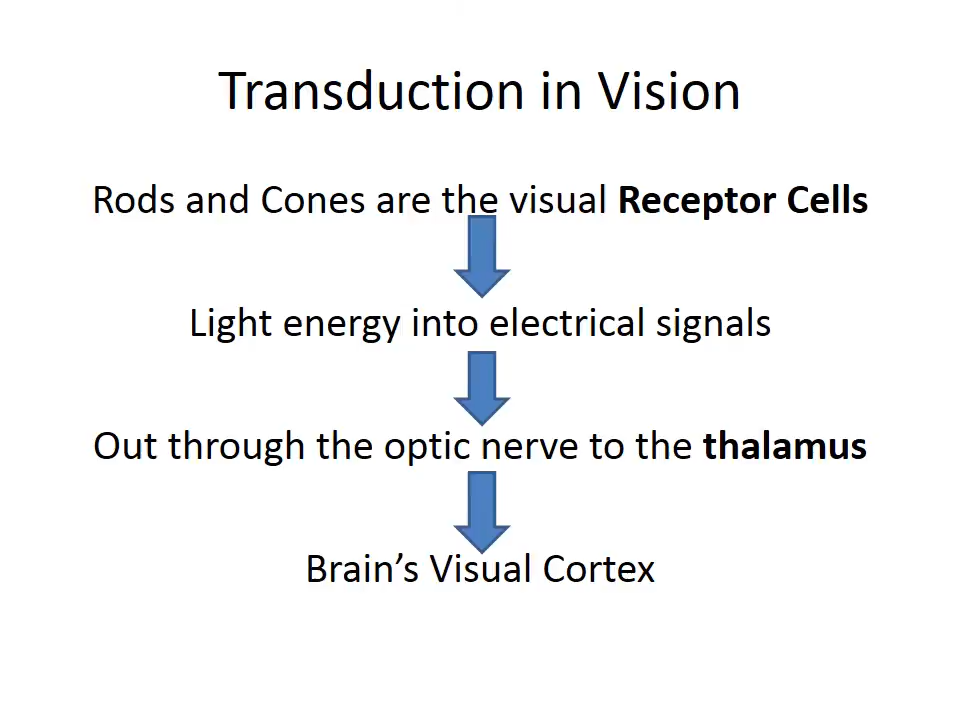 Transduction in Vision
Rods and Cones are the visual Receptor Cells
Light energy into electrical signals
Out through the optic nerve to the thalamus
Brain’s Visual Cortex